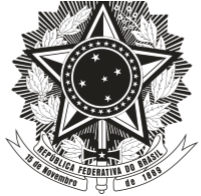 REPÚBLICA FEDERATIVA DO BRASIL
15 de Novembro de 1889